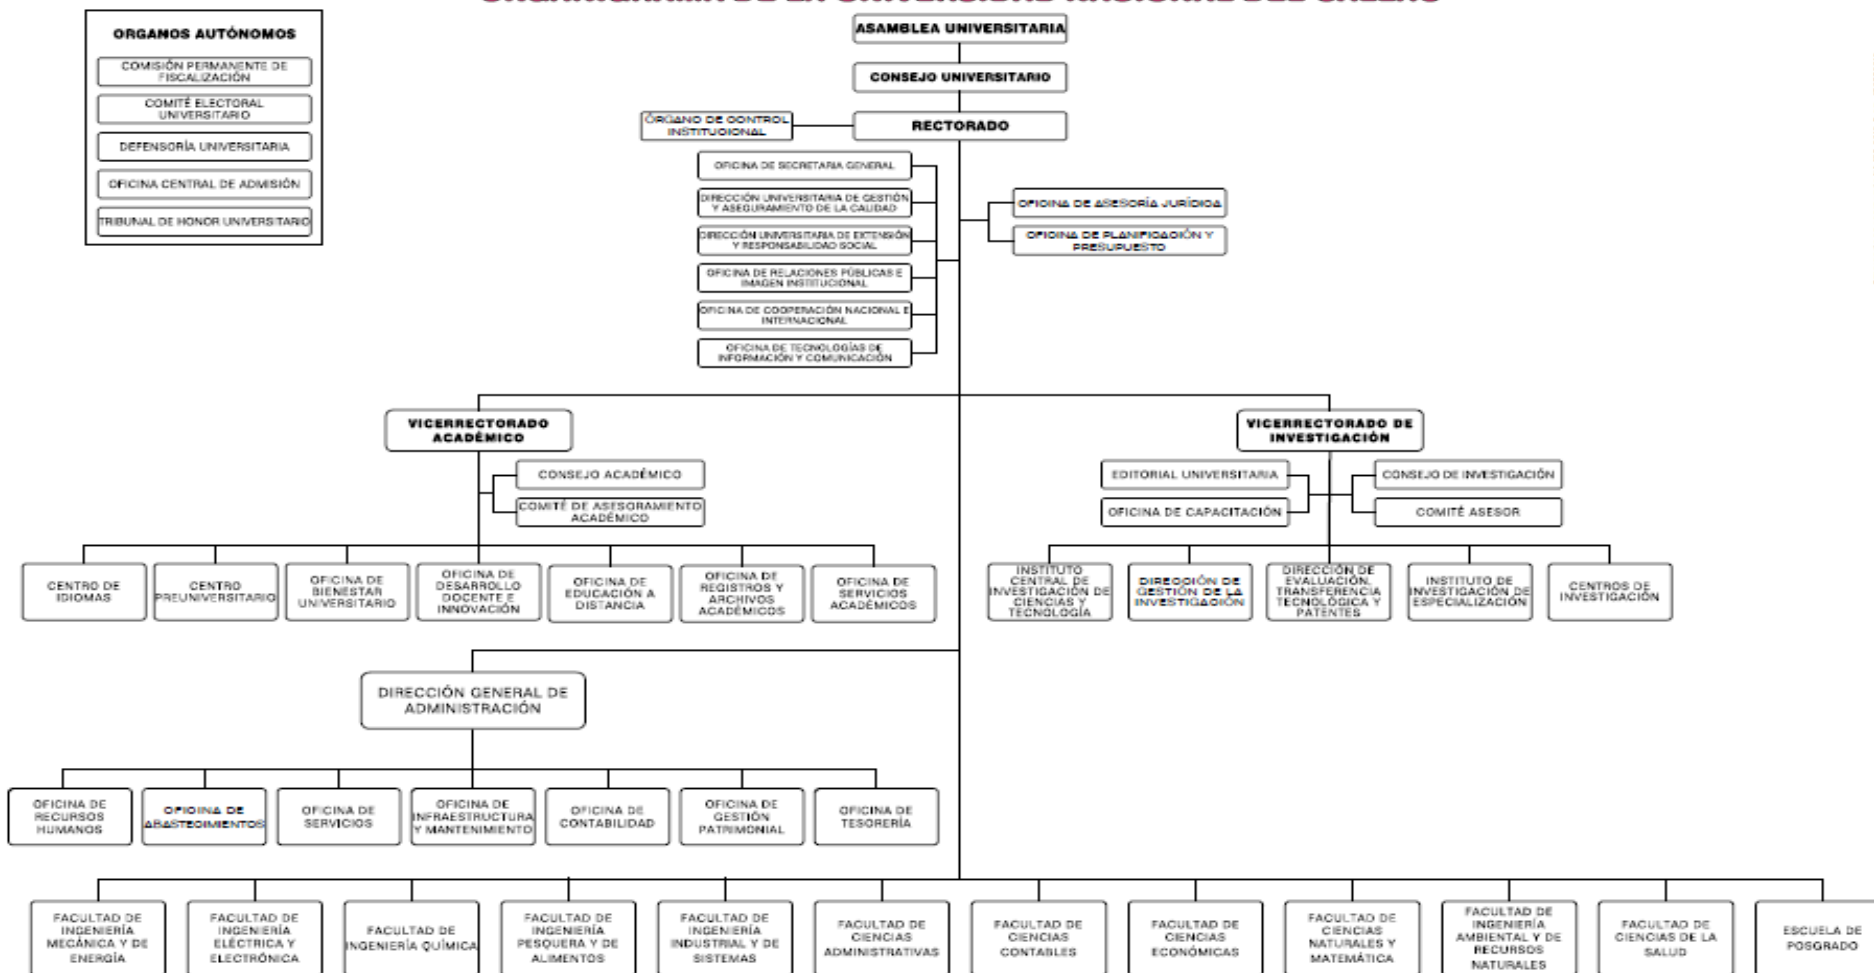 ORGANIGRAMA DE LA UNIVERSIDAD NACIONAL DEL CALLAO
ORGANOS AUTÓNOMOS
COMISIÓN PERMANENTE DE
FISCALIZACIÓN
COMITÉ ELECTORAL
UNIVERSITARIO
DEFENSORÍA UNIVERSITARIA
OFICINA CENTRAL DE ADMISIÓN
TRIBUNAL DE HONOR UNIVERSITARIO
ASAMBLEA UNIVERSITARIA
CONSEJO UNIVERSITARIO
ÓRGANO DE CONTROL
INSTITUCIONAL
RECTORADO
OFICINA DE SECRETARIA GENERAL
DIRECCIÓN UNIVERSITARIA DE GESTIÓN
Y ASEGURAMIENTO DE LA CALIDAD
DIRECCIÓN UNIVERSITARIA DE EXTENSIÓN
Y RESPONSABILIDAD SOCIAL
OFICINA DE RELACIONES PÚBLICAS E
IMAGEN INSTITUCIONAL
OFICINA DE COOPERACIÓN NACIONAL E
INTERNACIONAL
OFICINA DE TECNOLOGÍAS DE
INFORMACIÓN Y COMUNICACIÓN
OFICINA DE ASESORÍA JURÍDICA
OFICINA DE PLANIFICACIÓN Y
PRESUPUESTO
VICERRECTORADO
ACADÉMICO
CONSEJO ACADÉMICO
COMITÉ DE ASESORAMIENTO
ACADÉMICO
CENTRO DE
IDIOMAS
CENTRO
PREUNIVERSITARIO
OFICINA DE
BIENESTAR
UNIVERSITARIO
OFICINA DE
DESARROLLO
DOCENTE E
INNOVACIÓN
OFICINA DE
EDUCACIÓN A
DISTANCIA
OFICINA DE
REGISTROS Y
ARCHIVOS
ACADÉMICOS
OFICINA DE
SERVICIOS
ACADÉMICOS
VICERRECTORADO DE
INVESTIGACIÓN
EDITORIAL UNIVERSITARIA
OFICINA DE CAPACITACIÓN
CONSEJO DE INVESTIGACIÓN
COMITÉ ASESOR
INSTITUTO
CENTRAL DE
INVESTIGACIÓN DE
CIENCIAS Y
TECNOLOGÍA
DIRECCIÓN DE
GESTIÓN DE LA
INVESTIGACIÓN
DIRECCIÓN DE
EVALUACIÓN,
TRANSFERENCIA
TECNOLÓGICA Y
PATENTES
INSTITUTO DE
INVESTIGACIÓN DE
ESPECIALIZACIÓN
CENTROS DE
INVESTIGACIÓN
DIRECCIÓN GENERAL DE
ADMINISTRACIÓN
OFICINA DE
RECURSOS
HUMANOS
OFICINA DE
ABASTECIMIENTOS
OFICINA DE
SERVICIOS
OFICINA DE
INFRAESTRUCTURA
Y MANTENIMIENTO
OFICINA DE
CONTABILIDAD
OFICINA DE
GESTIÓN
PATRIMONIAL
OFICINA DE
TESORERÍA
FACULTAD DE
INGENIERÍA
MECÁNICA Y DE
ENERGÍA
FACULTAD DE
INGENIERÍA
ELÉCTRICA Y
ELECTRÓNICA
FACULTAD DE
INGENIERÍA QUÍMICA
FACULTAD DE
INGENIERÍA
PESQUERA Y DE
ALIMENTOS
FACULTAD DE
INGENIERÍA
INDUSTRIAL Y DE
SISTEMAS
FACULTAD DE
CIENCIAS
ADMINISTRATIVAS
FACULTAD DE
CIENCIAS
CONTABLES
FACULTAD DE
CIENCIAS
ECONÓMICAS
FACULTAD DE
CIENCIAS
NATURALES Y
MATEMÁTICA
FACULTAD DE
INGENIERÍA
AMBIENTAL Y DE
RECURSOS
NATURALES
FACULTAD DE
CIENCIAS DE LA
SALUD
ESCUELA DE
POSGRADO